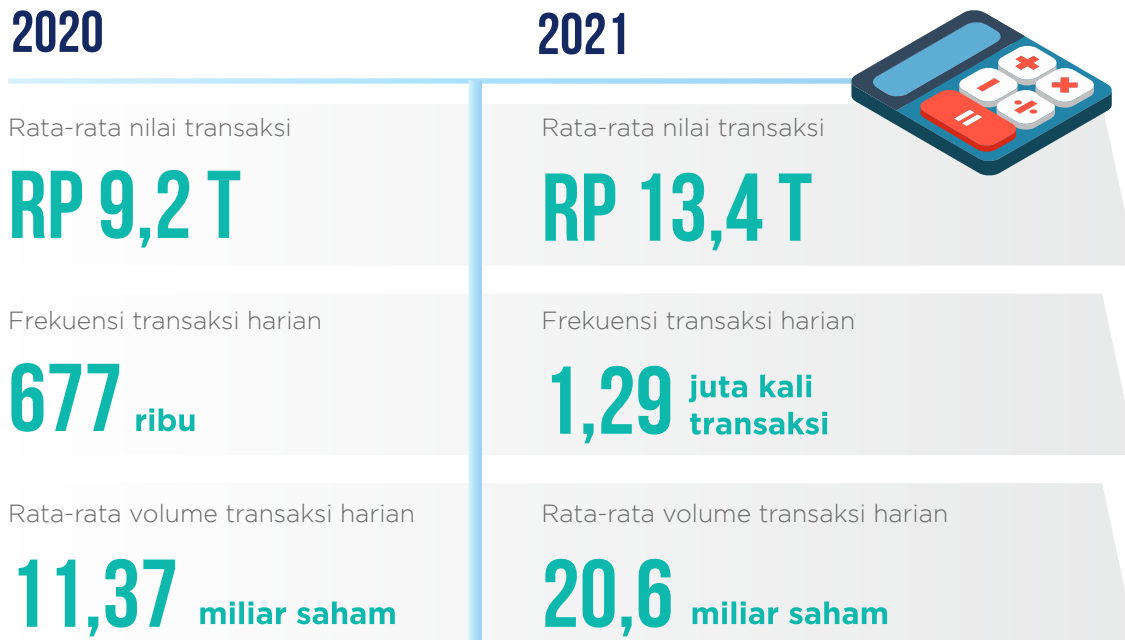 2020
Rata-rata nilai transaksi
RP 9,2 T
Frekuensi transaksi harian
677 ribu
Rata-rata volume transaksi harian
11,37 miliar saham
2021
Rata-rata nilai transaksi
RP 13,4 T
Frekuensi transaksi harian
1,29 juta kali
transaksi
Rata-rata volume transaksi harian
20,6 miliar saham